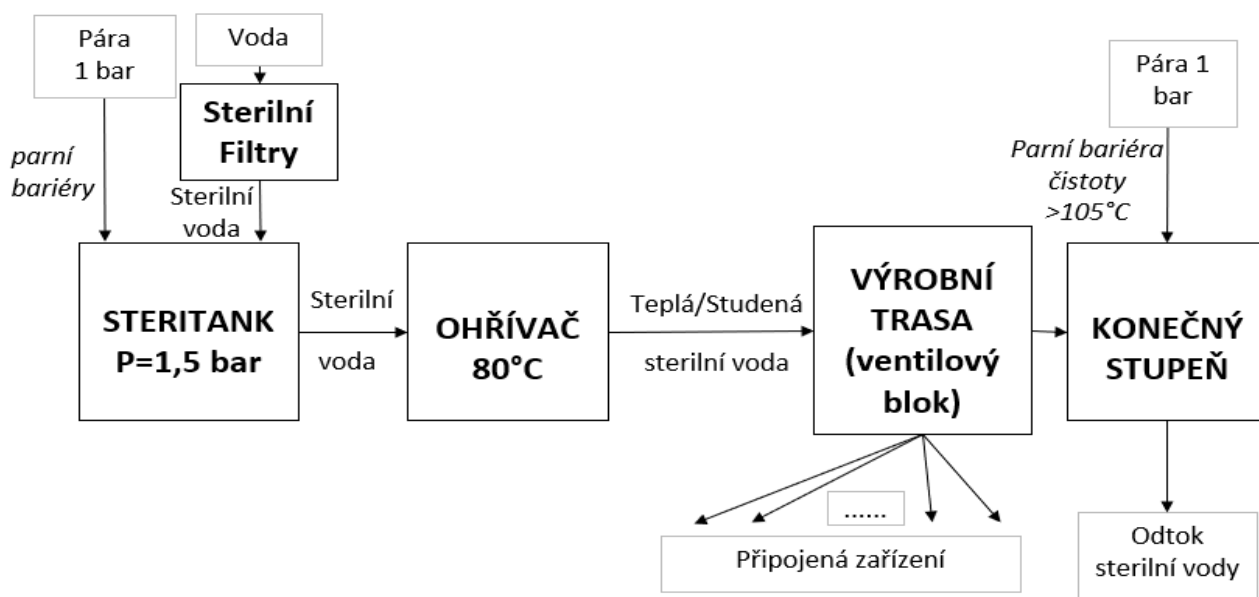 Pára
1 bar
Voda
Sterilní
Filtry
parní
bariéry
Sterilní
voda
STERITANK
P=1,5 bar
Sterilní
voda
OHŘÍVAČ
80°C
Teplá/Studená
sterilní voda
VÝROBNÍ
TRASA
(ventilový
blok)
Pára 1
bar
Parní bariéra
čistoty
>105°C
KONEČNÝ
STUPEŇ
......
Připojená zařízení
Odtok
sterilní vody